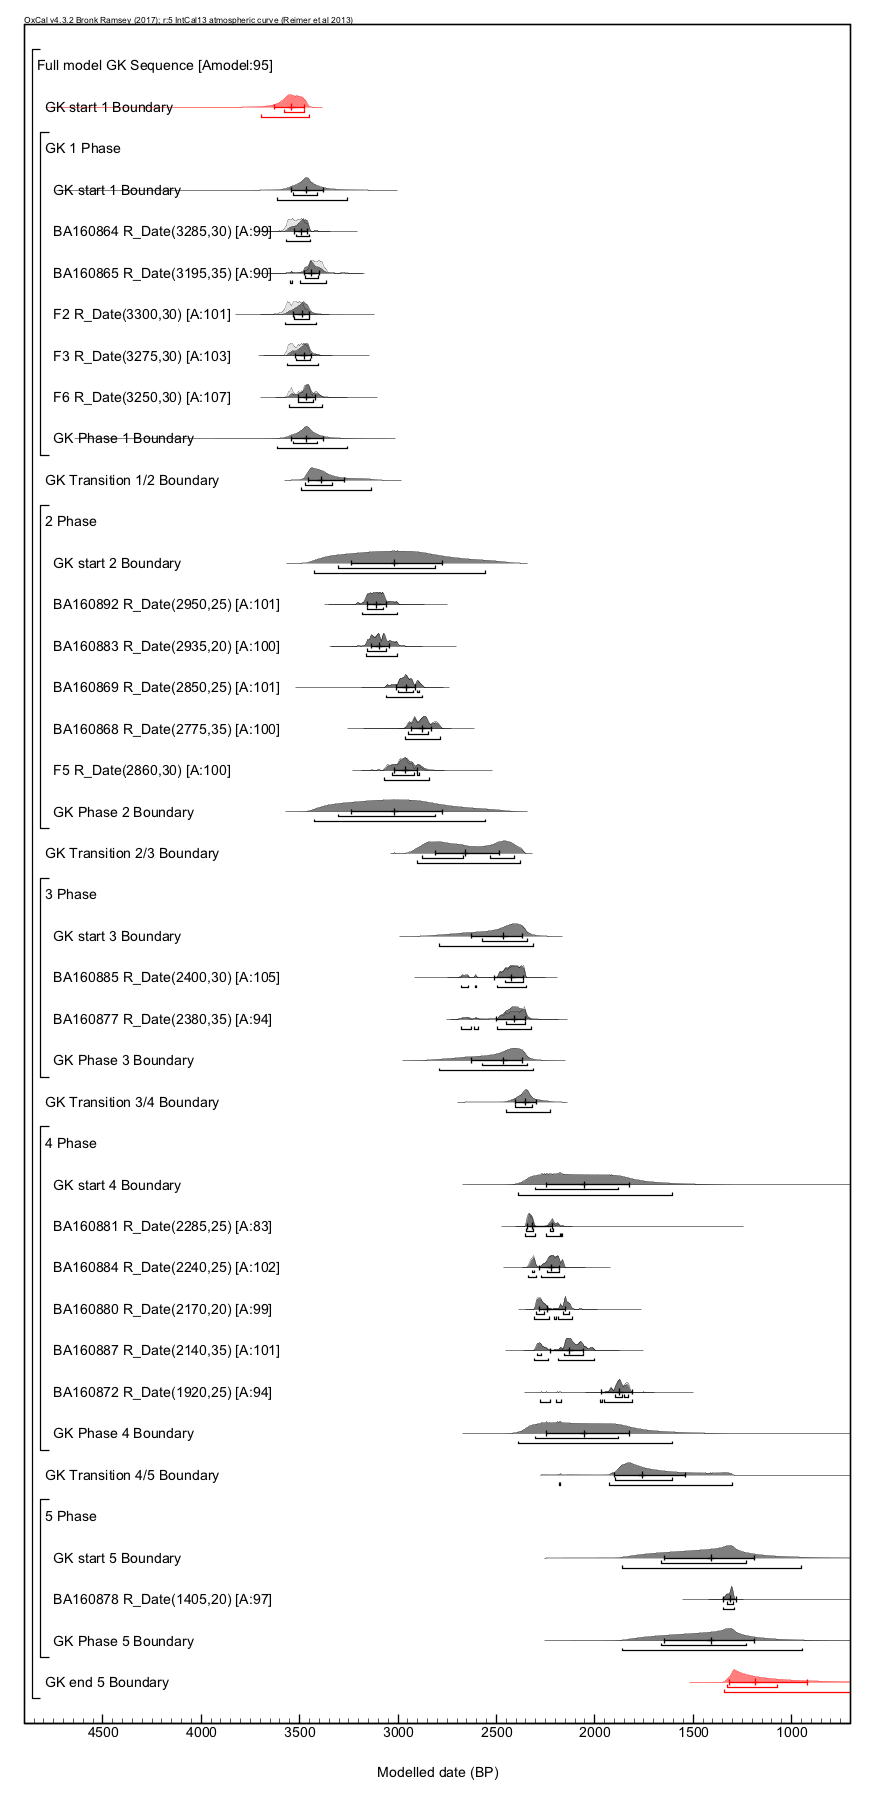 OxCal v4.3.2 Bronk Ramsey (2017); r:5 IntCal13 atmospheric curve (Reimer et al 2013)
Full model GK Sequence [Amodel:95]
GK start 1 Boundary
GK 1 Phase
GK start 1 Boundary
BA160864 R_Date(3285,30) [A:99]
BA160865 R_Date(3195,35) [A:90]
F2 R_Date(3300,30) [A:101]
F3 R_Date(3275,30) [A:103]
F6 R_Date(3250,30) [A:107]
GK Phase 1 Boundary
GK Transition 1/2 Boundary
2 Phase
GK start 2 Boundary
BA160892 R_Date(2950,25) [A:101]
BA160883 R_Date(2935,20) [A:100]
BA160869 R_Date(2850,25) [A:101]
BA160868 R_Date(2775,35) [A:100]
F5 R_Date(2860,30) [A:100]
GK Phase 2 Boundary
GK Transition 2/3 Boundary
3 Phase
GK start 3 Boundary
BA160885 R_Date(2400,30) [A:105]
BA160877 R_Date(2380,35) [A:94]
GK Phase 3 Boundary
GK Transition 3/4 Boundary
4 Phase
GK start 4 Boundary
BA160881 R_Date(2285,25) [A:83]
BA160884 R_Date(2240,25) [A:102]
BA160880 R_Date(2170,20) [A:99]
BA160887 R_Date(2140,35) [A:101]
BA160872 R_Date(1920,25) [A:94]
GK Phase 4 Boundary
GK Transition 4/5 Boundary
5 Phase
GK start 5 Boundary
BA160878 R_Date(1405,20) [A:97]
GK Phase 5 Boundary
GK end 5 Boundary
4500 4000 3500 3000 2500 2000 1500 1000
Modelled date (BP)